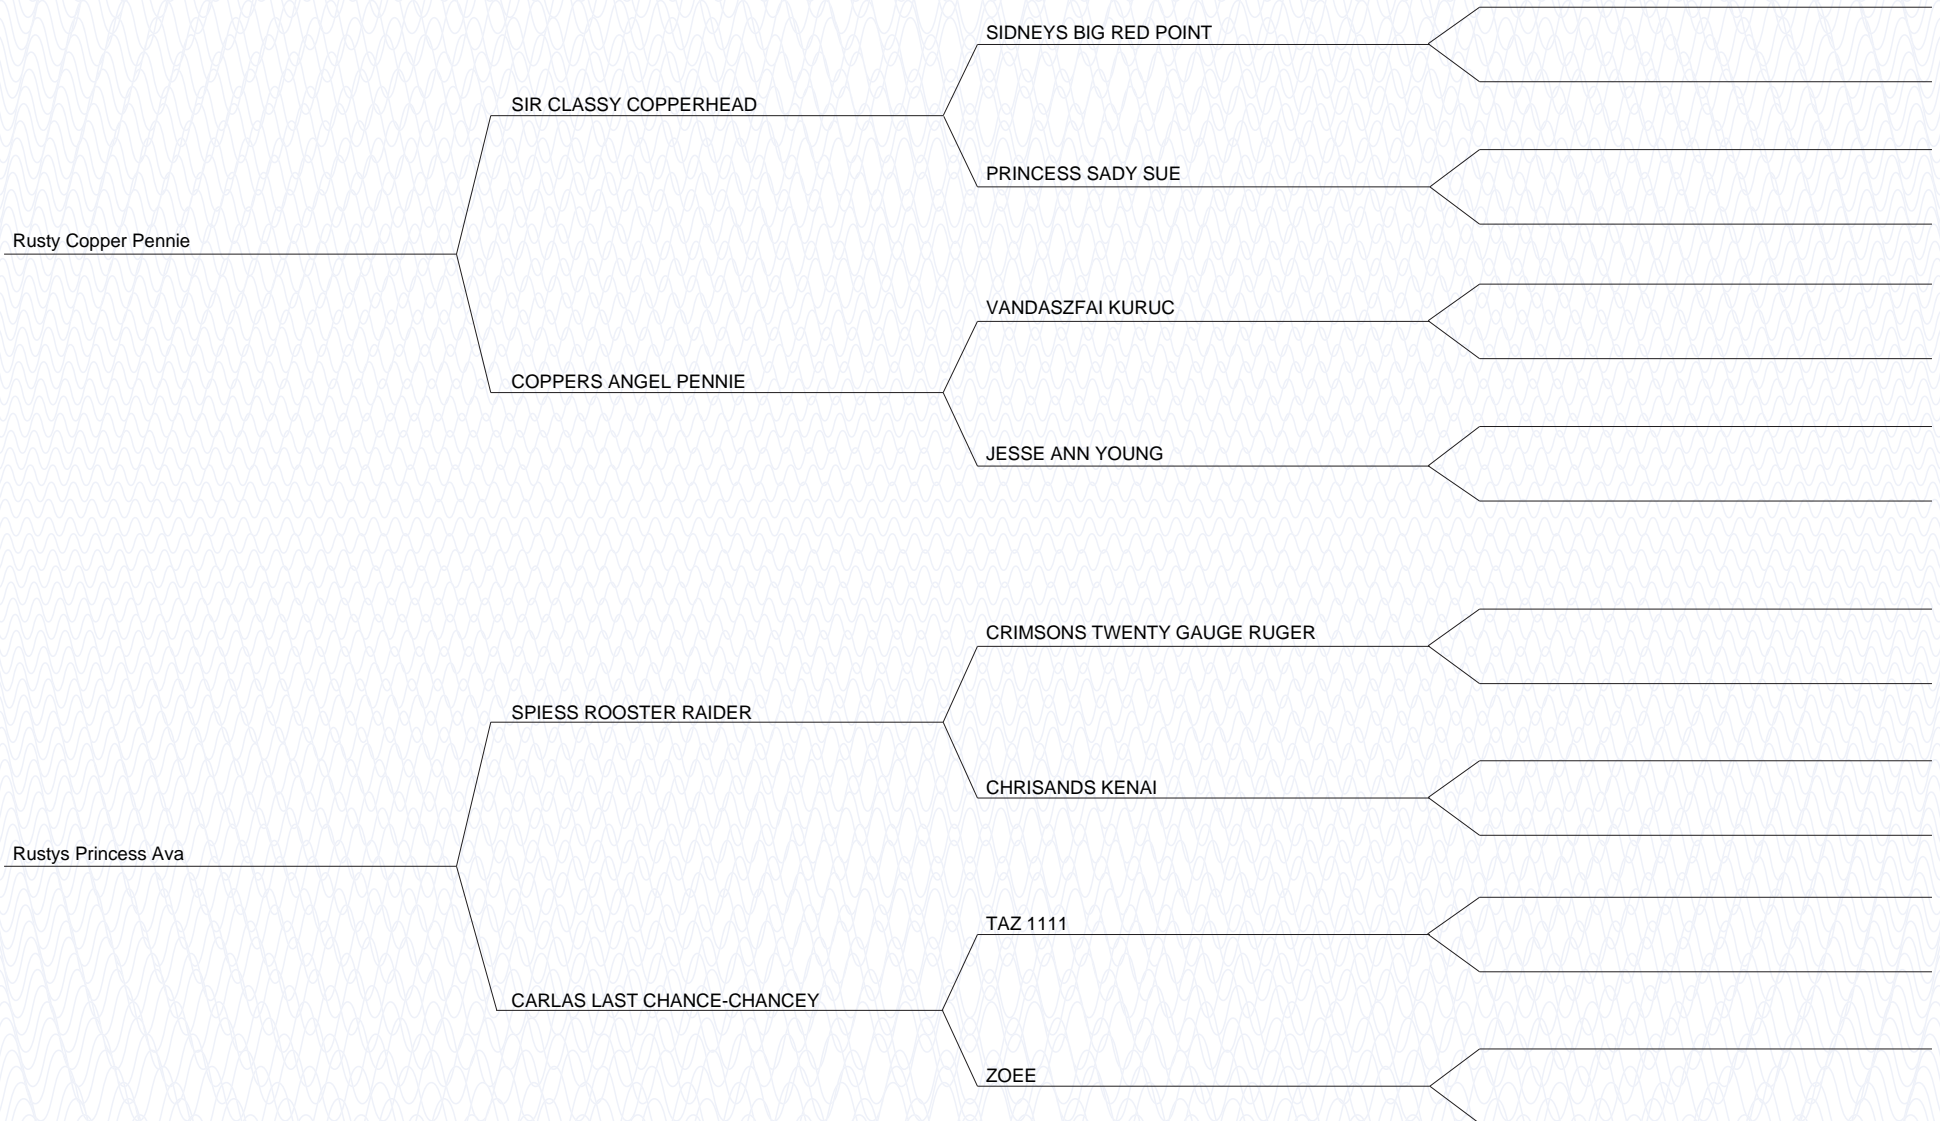 SIDNEYS BIG RED POINT
SIR CLASSY COPPERHEAD
PRINCESS SADY SUE
Rusty Copper Pennie
VANDASZFAI KURUC
COPPERS ANGEL PENNIE
JESSE ANN YOUNG
CRIMSONS TWENTY GAUGE RUGER
SPIESS ROOSTER RAIDER
CHRISANDS KENAI
Rustys Princess Ava
TAZ 1111
CARLAS LAST CHANCE-CHANCEY
ZOEE